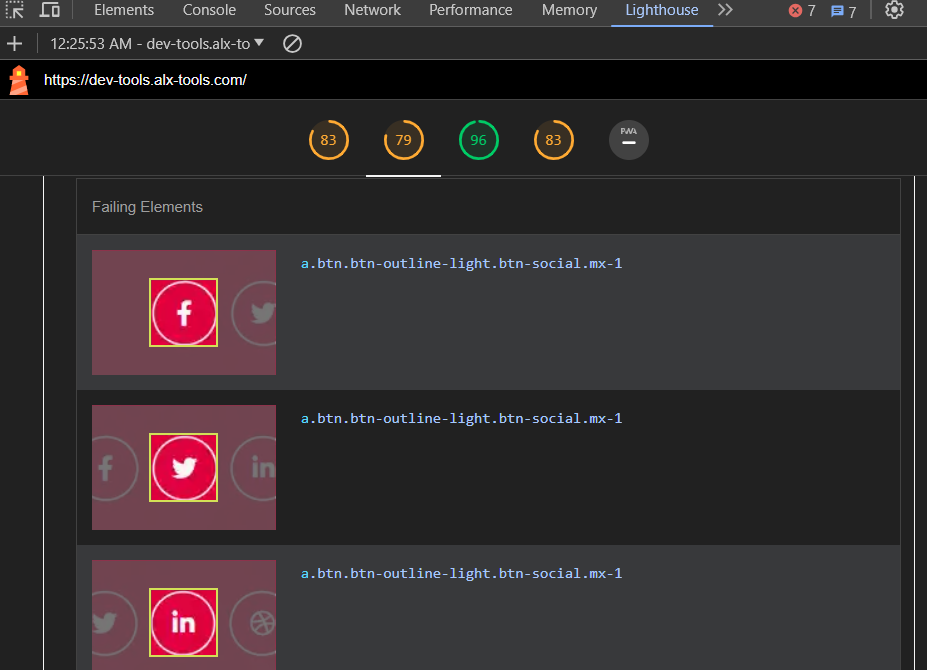 Elements Console Sources Network Performance Memory Lighthouse 7 7
12:25:53 AM - dev-tools.alx-to
https://dev-tools.alx-tools.com/
83 79 96 83 PWA
Failing Elements
a.btn.btn-outline-light.btn-social.mx-1
a.btn.btn-outline-light.btn-social.mx-1
in
a.btn.btn-outline-light.btn-social.mx-1
in